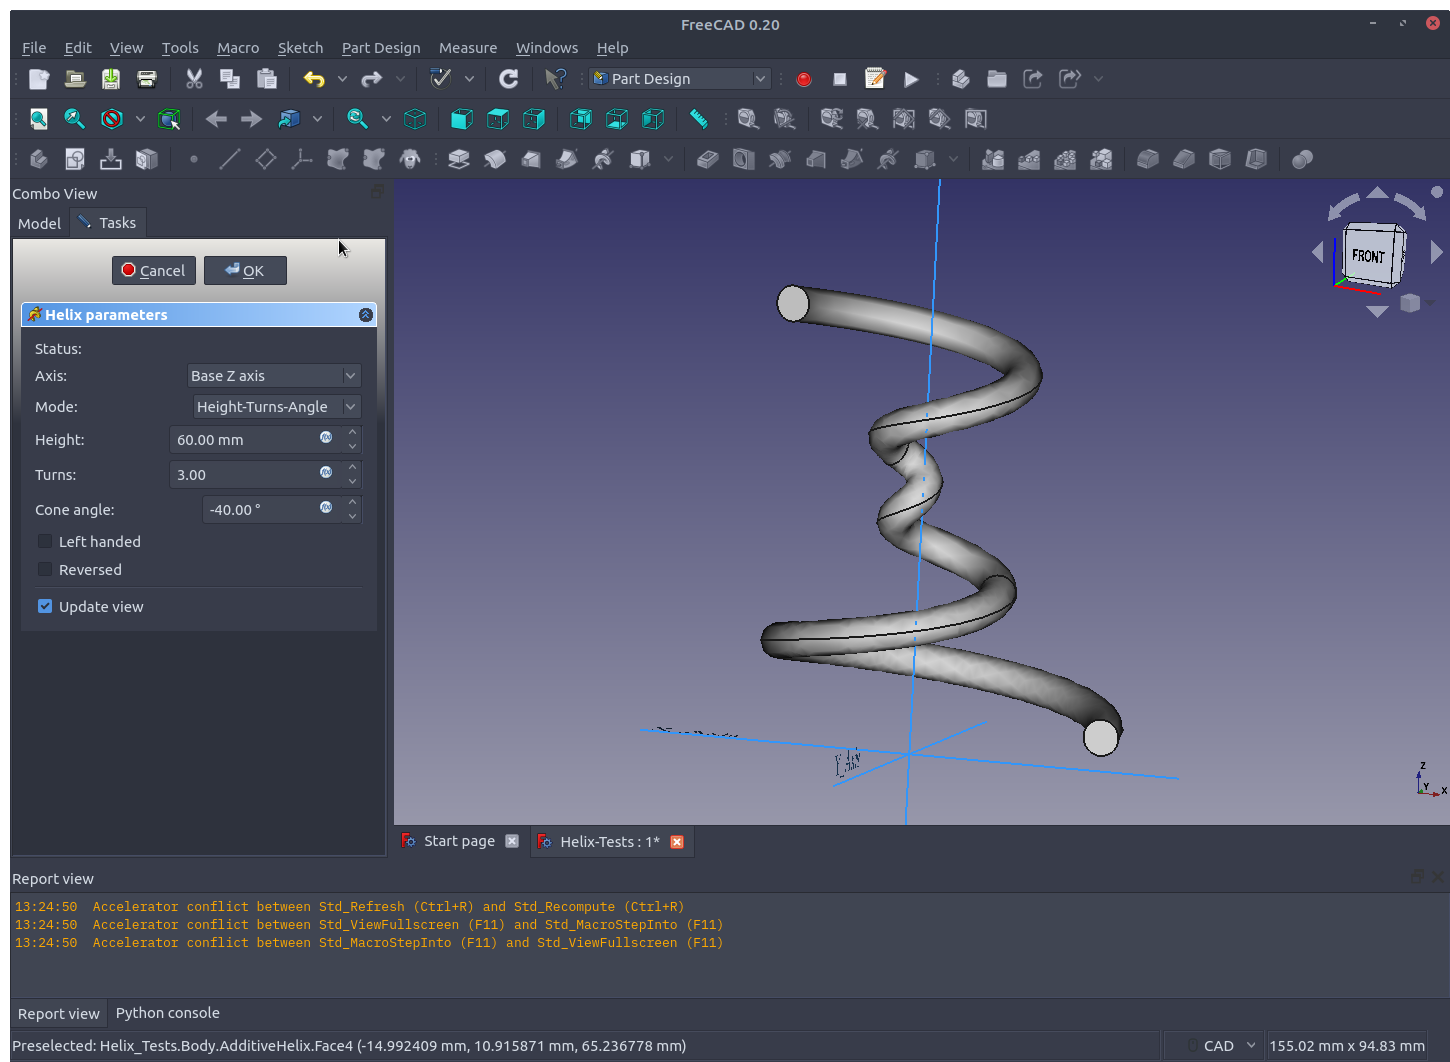 FreeCAD 0.20
File Edit View Tools Macro Sketch Part Design Measure Windows Help
Part Design
Combo View
Model Tasks
Cancel OK
Helix parameters
Status:
Axis: Base Z axis
Mode: Height-Turns-Angle
Height: 60.00 mm
Turns: 3.00
Cone angle: -40.00 °
Left handed
Reversed
Update view
FRONT
Z
Y
X
Start page Helix-Tests : 1*
Report view
13:24:50 Accelerator conflict between Std_Refresh (Ctrl+R) and Std_Recompute (Ctrl+R)
13:24:50 Accelerator conflict between Std_ViewFullscreen (F11) and Std_MacroStepInto (F11)
13:24:50 Accelerator conflict between Std_MacroStepInto (F11) and Std_ViewFullscreen (F11)
Report view Python console
Preselected: Helix_Tests.Body.AdditiveHelix.Face4 (-14.992409 mm, 10.915871 mm, 65.236778 mm) CAD 155.02 mm x 94.83 mm